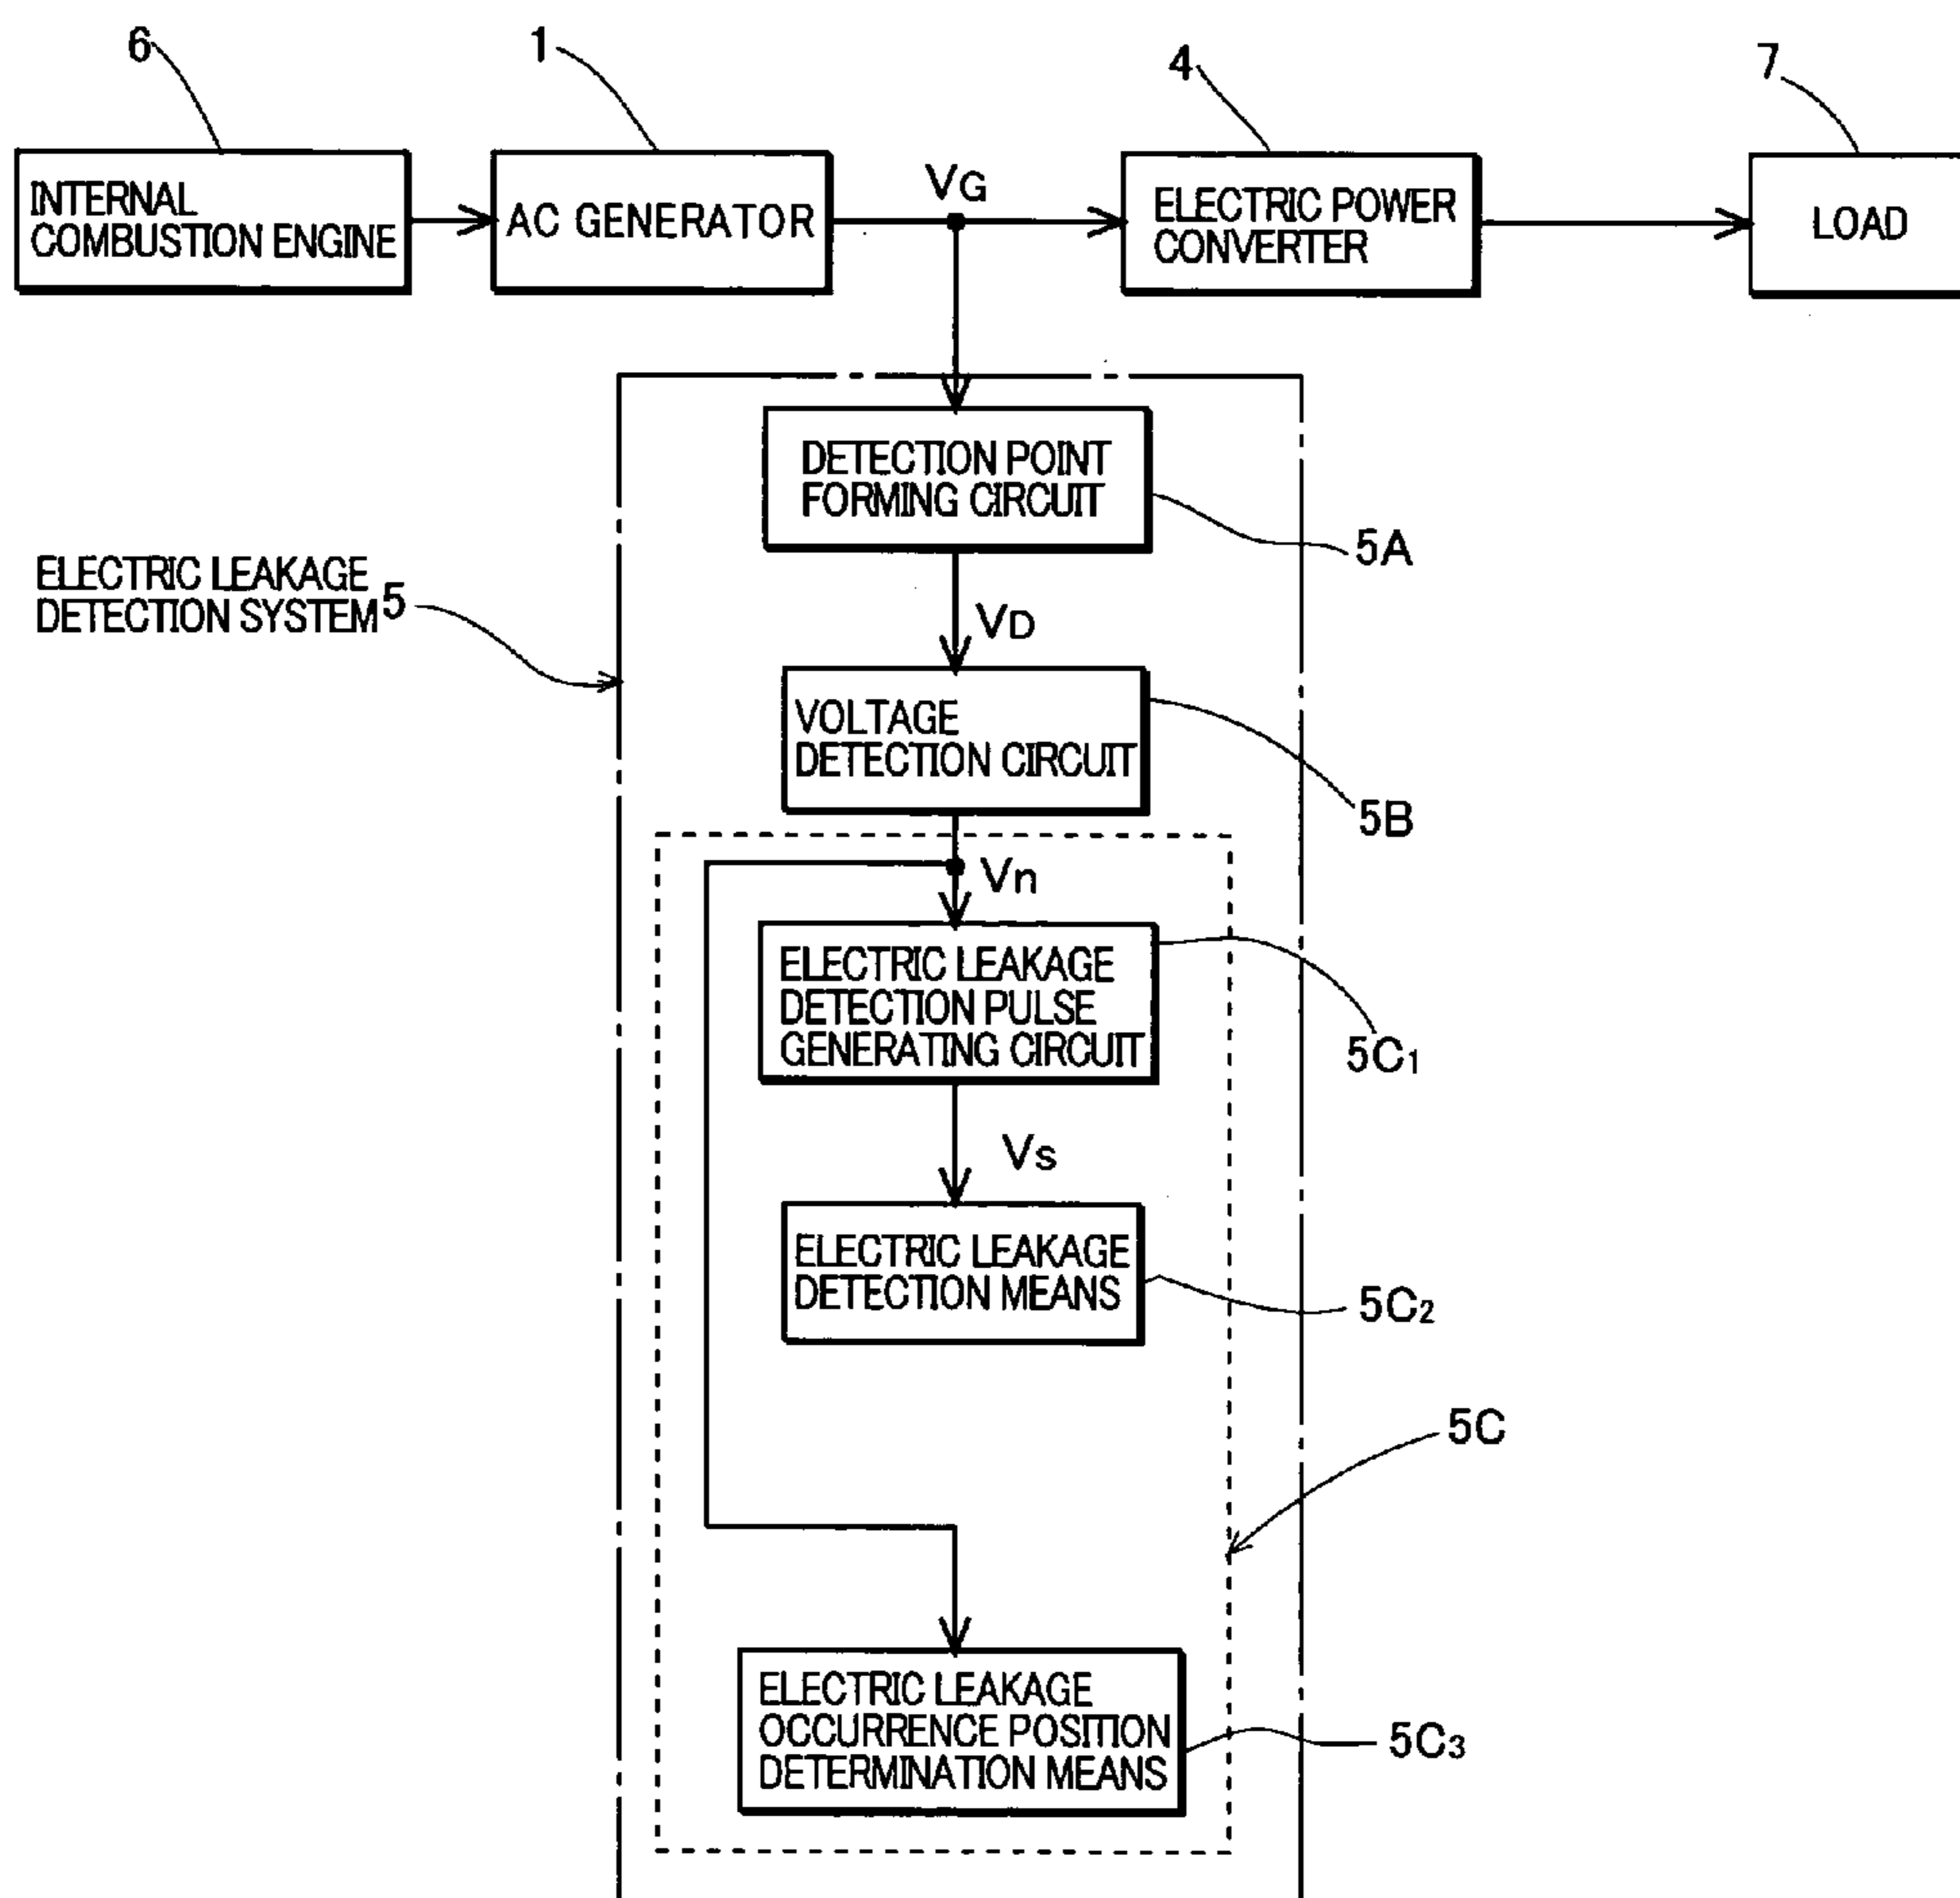 6
1
4
7
INTERNAL
COMBUSTION ENGINE
AC GENERATOR
VG
ELECTRIC POWER
CONVERTER
LOAD
DETECTION POINT
FORMING CIRCUIT
5A
ELECTRIC LEAKAGE
DETECTION SYSTEM 5
VD
VOLTAGE
DETECTION CIRCUIT
5B
Vn
ELECTRIC LEAKAGE
DETECTION PULSE
GENERATING CIRCUIT
5C1
Vs
ELECTRIC LEAKAGE
DETECTION MEANS
5C2
5C
ELECTRIC LEAKAGE
OCCURRENCE POSITION
DETERMINATION MEANS
5C3